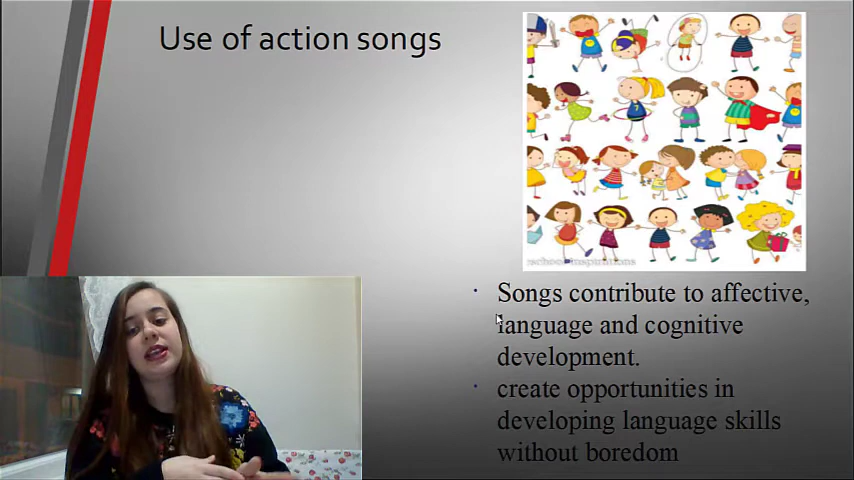 Use of action songs
Songs contribute to affective,
language and cognitive
development.
create opportunities in
developing language skills
without boredom